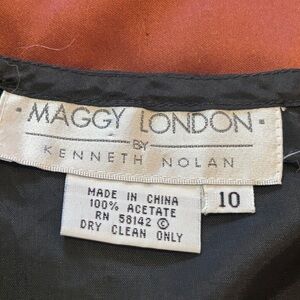 MAGGY LONDON
BY
KENNETH NOLAN
MADE IN CHINA
100% ACETATE
RN 58142 ©
DRY CLEAN ONLY
10